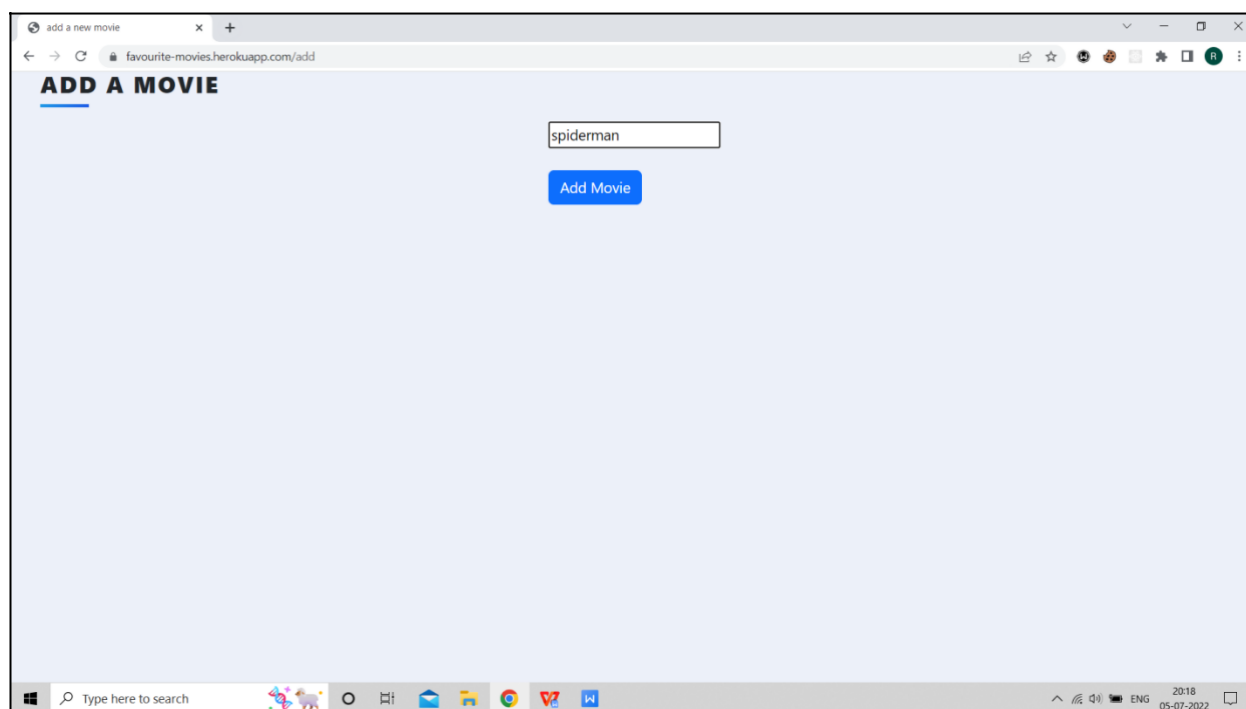 add a new movie
favourite-movies.herokuapp.com/add
R
ADD A MOVIE
spiderman
Add Movie
Type here to search
ENG
20:18
05-07-2022